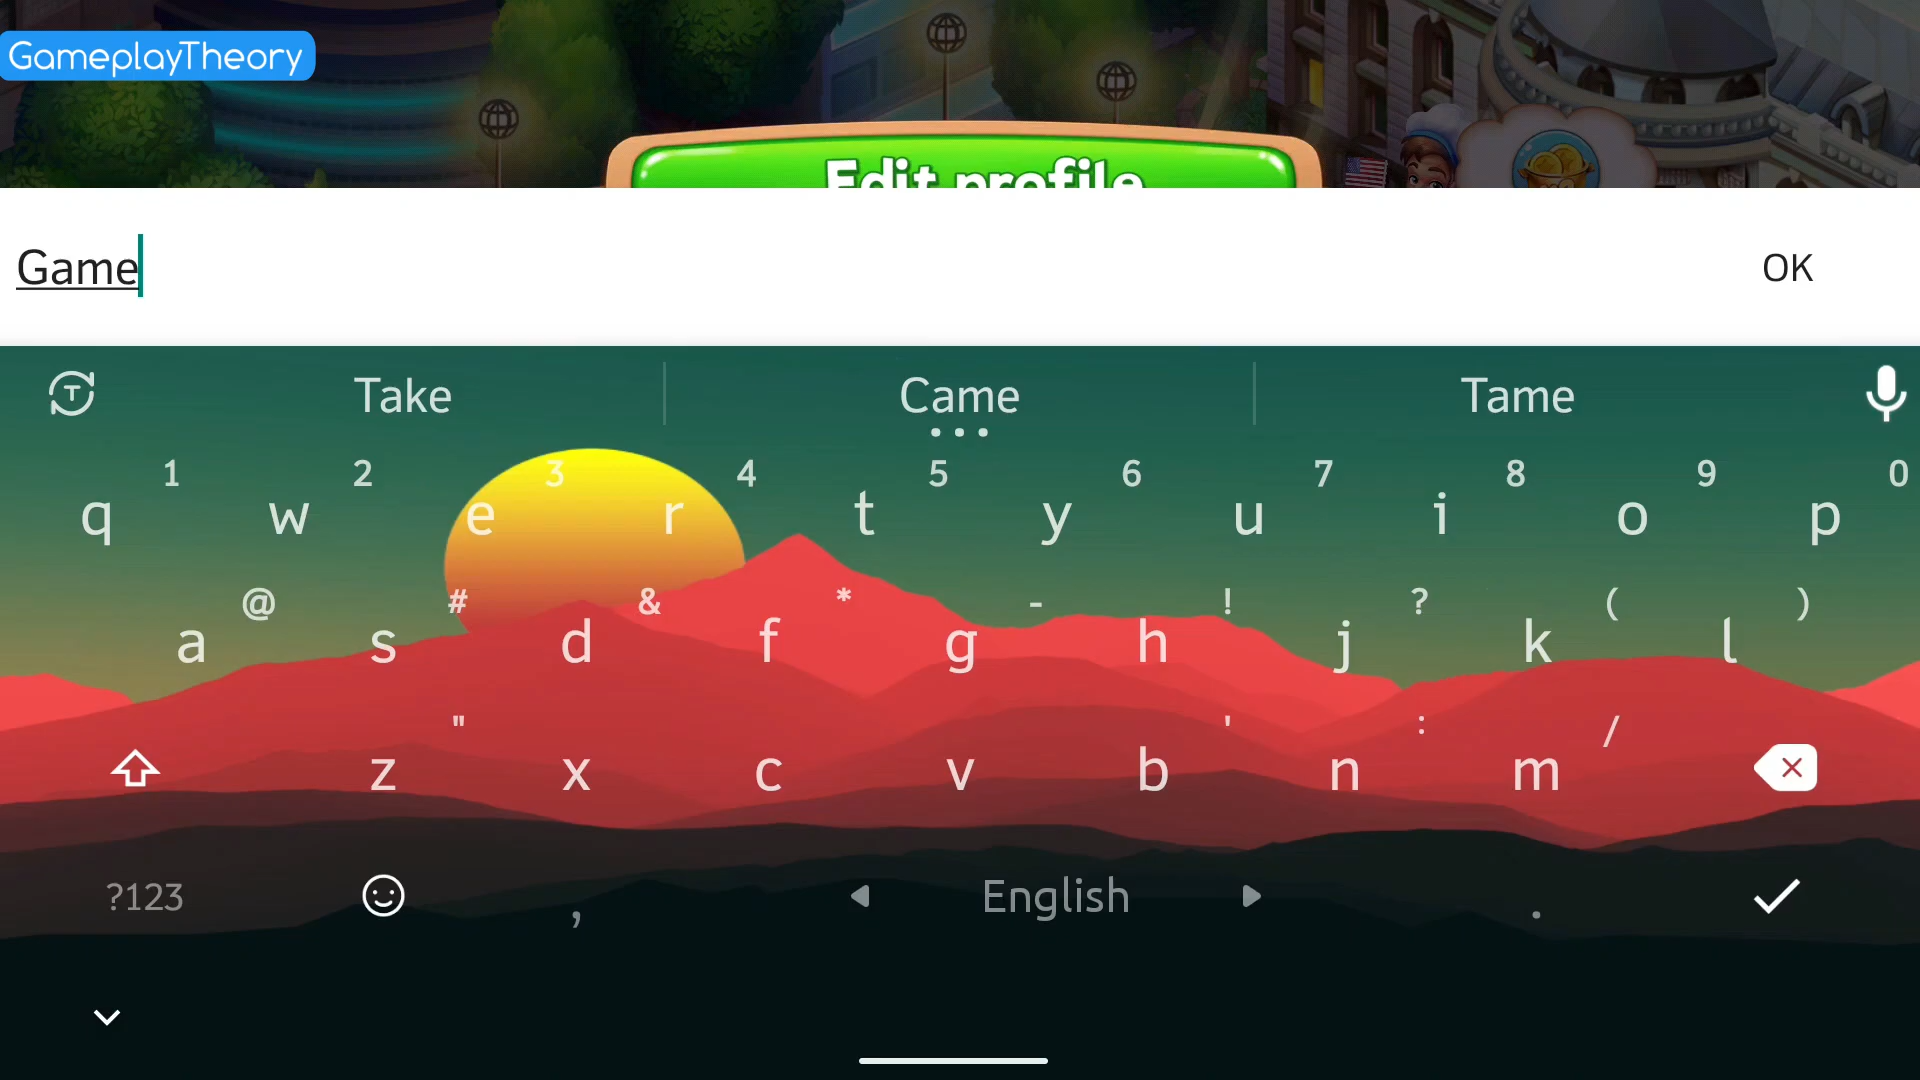 GameplayTheory
Edit profile
Game OK
Take Came Tame
1 2 3 4 5 6 7 8 9 0
q w e r t y u i o p
@ # & * - ! ? ( )
a s d f g h j k l
" ' : /
z x c v b n m
?123 , English .